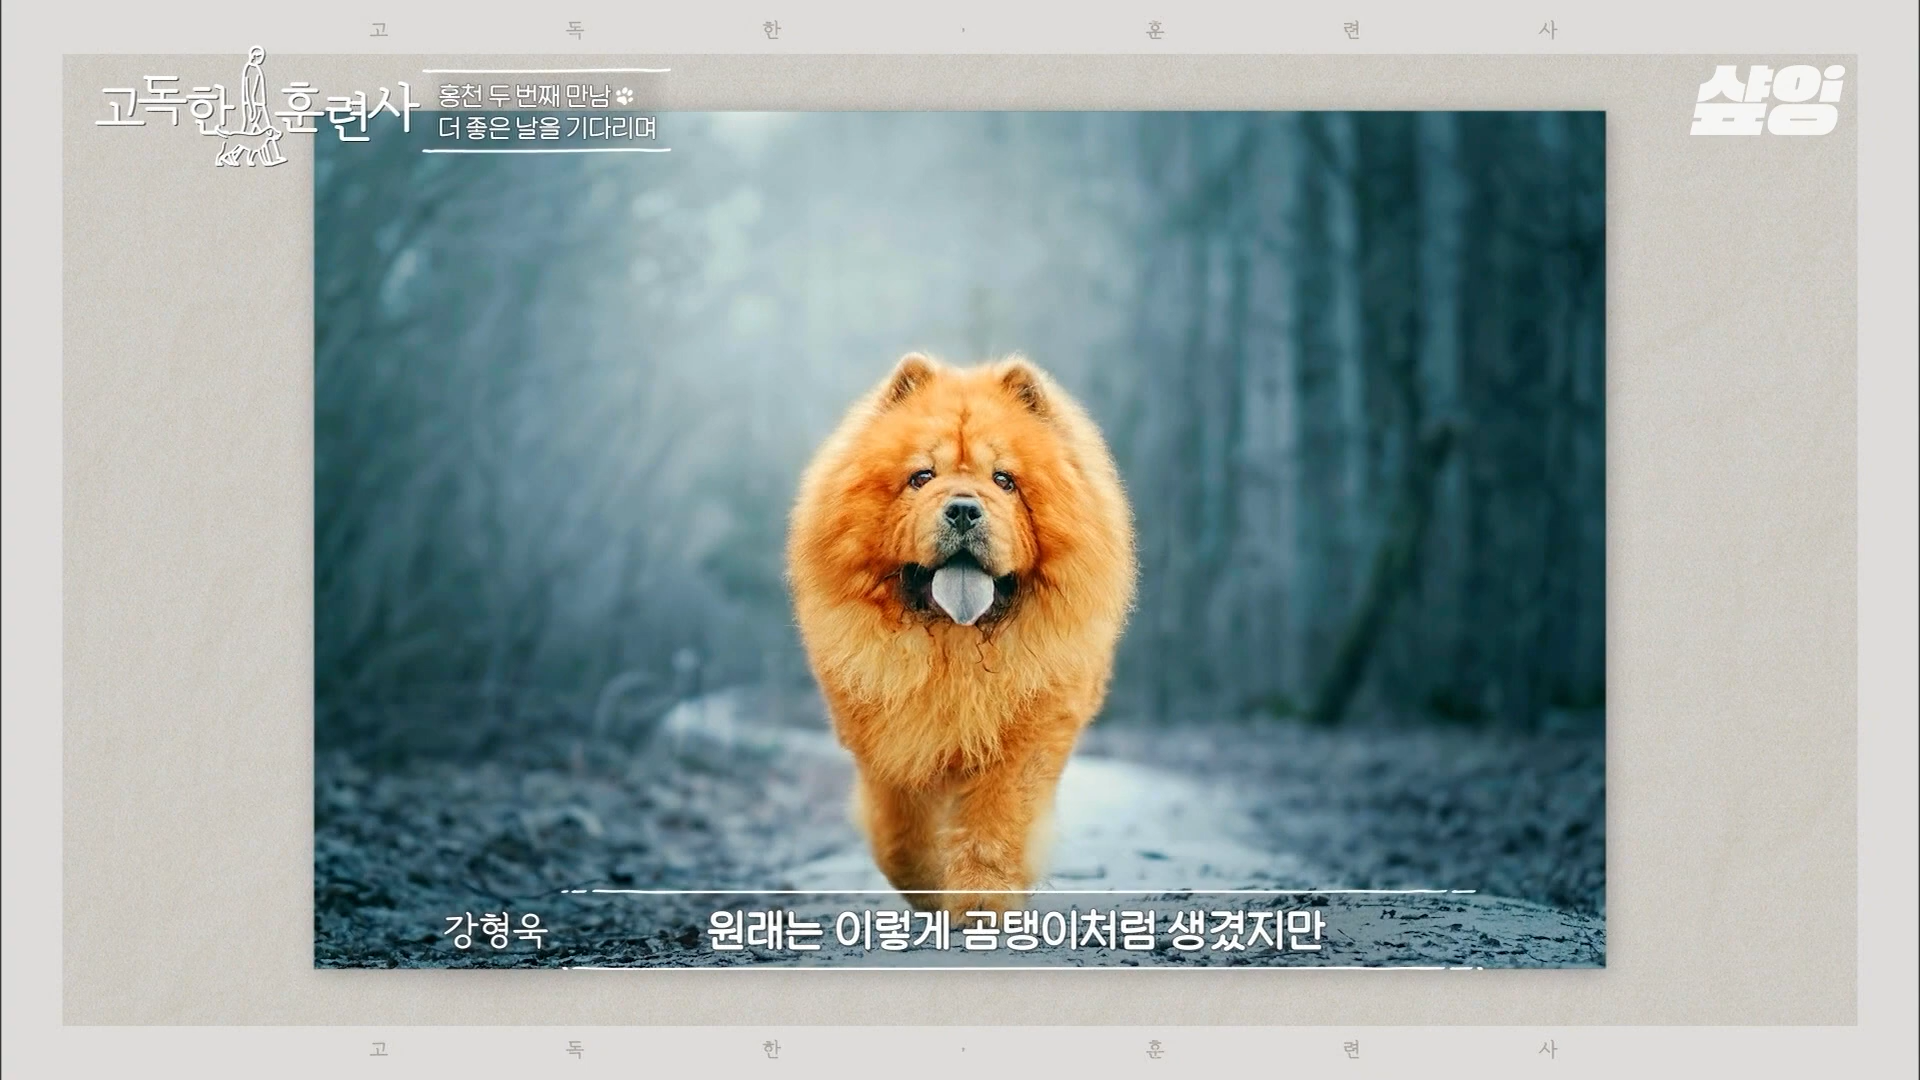 고 독 한 · 훈 련 사
고독한 훈련사
홍천 두 번째 만남
더 좋은 날을 기다리며
샾잉
강형욱
원래는 이렇게 곰탱이처럼 생겼지만
고 독 한 · 훈 련 사